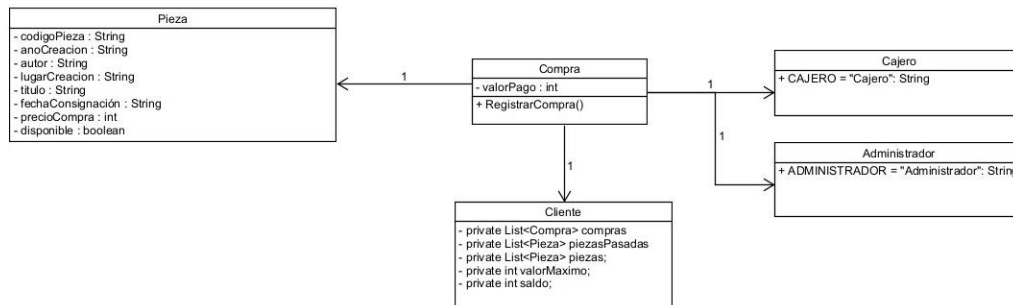 Pieza
- codigoPieza : String
- anoCreacion : String
- autor : String
- lugarCreacion : String
- titulo : String
- fechaConsignación : String
- precioCompra : int
- disponible : boolean
1
Compra
- valorPago : int
+ RegistrarCompra()
1
Cajero
+ CAJERO = "Cajero": String
1
Administrador
+ ADMINISTRADOR = "Administrador": String
1
Cliente
- private List<Compra> compras
- private List<Pieza> piezasPasadas
- private List<Pieza> piezas;
- private int valorMaximo;
- private int saldo;